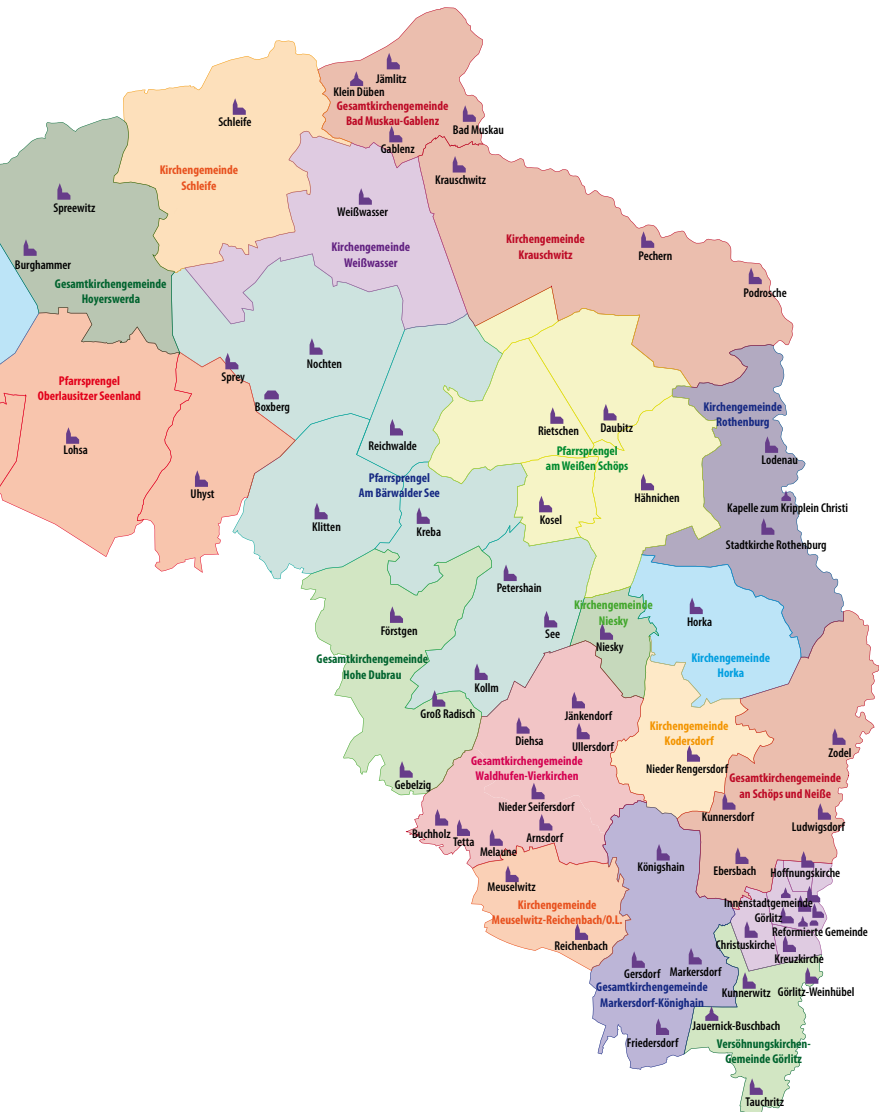 Jämlitz
Klein Düben
Gesamtkirchengemeinde
Bad Muskau-Gablenz
Schleife
Bad Muskau
Gablenz
Kirchengemeinde
Schleife
Krauschwitz
Spreewitz
Weißwasser
Kirchengemeinde
Krauschwitz
Pechern
Kirchengemeinde
Weißwasser
Burghammer
Gesamtkirchengemeinde
Hoyerswerda
Podrosche
Nochten
Sprey
Pfarrsprengel
Oberlausitzer Seenland
Boxberg
Kirchengemeinde
Rothenburg
Rietschen
Daubitz
Lohsa
Reichwalde
Pfarrsprengel
am Weißen Schöps
Lodenau
Pfarrsprengel
Am Bärwalder See
Uhyst
Hähnichen
Kapelle zum Kripplein Christi
Klitten
Kreba
Kosel
Stadtkirche Rothenburg
Petershain
Kirchengemeinde
Niesky
Förstgen
See
Horka
Niesky
Gesamtkirchengemeinde
Hohe Dubrau
Kirchengemeinde
Horka
Kollm
Groß Radisch
Jänkendorf
Diehsa
Ullersdorf
Kirchengemeinde
Kodersdorf
Zodel
Gesamtkirchengemeinde
Waldhufen-Vierkirchen
Nieder Rengersdorf
Gebelzig
Gesamtkirchengemeinde
an Schöps und Neiße
Nieder Seifersdorf
Kunnersdorf
Ludwigsdorf
Buchholz
Tetta
Arnsdorf
Melaune
Königshain
Ebersbach
Hoffnungskirche
Meuselwitz
Kirchengemeinde
Meuselwitz-Reichenbach/O.L.
Innenstadtgemeinde
Görlitz
Reformierte Gemeinde
Reichenbach
Christuskirche
Kreuzkirche
Gersdorf
Markersdorf
Gesamtkirchengemeinde
Markersdorf-Könighain
Kunnerwitz
Görlitz-Weinhübel
Jauernick-Buschbach
Friedersdorf
Versöhnungskirchen-
Gemeinde Görlitz
Tauchritz